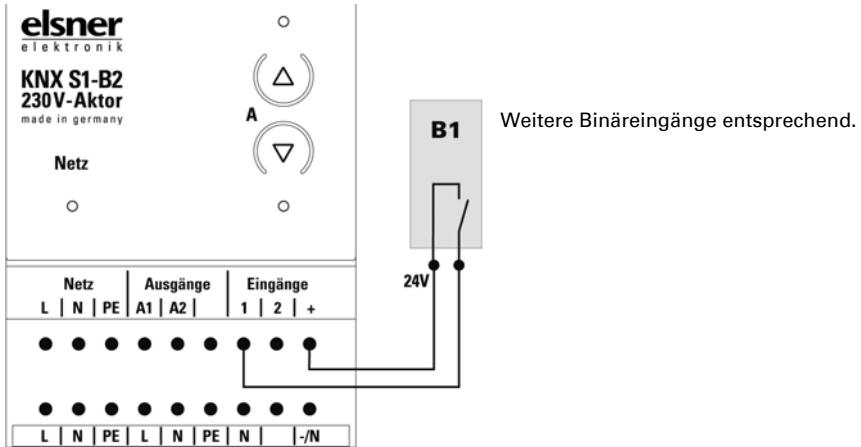 elsner
elektronik
KNX S1-B2
230V-Aktor
made in germany
A
Netz
B1
Weitere Binäreingänge entsprechend.
24V
Netz | Ausgänge | Eingänge
L | N | PE | A1 | A2 | | 1 | 2 | +
L | N | PE | L | N | PE | N | | -/N